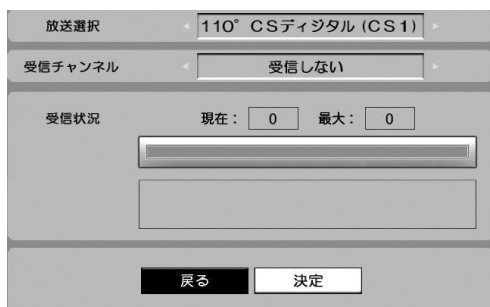 放送選択 110°CSディジタル(CS1)
受信チャンネル 受信しない
受信状況 現在： 0 最大： 0
戻る 決定